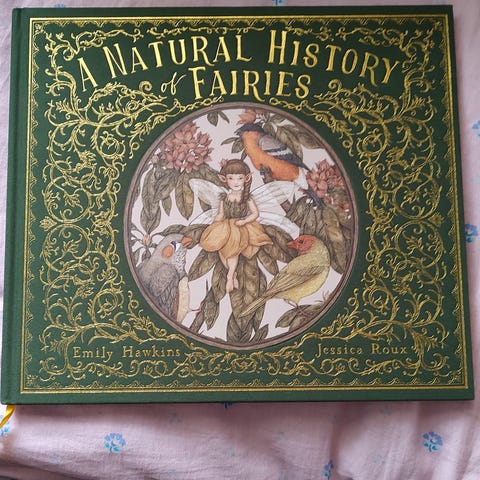 A NATURAL HISTORY
of FAIRIES
Emily Hawkins Jessica Roux